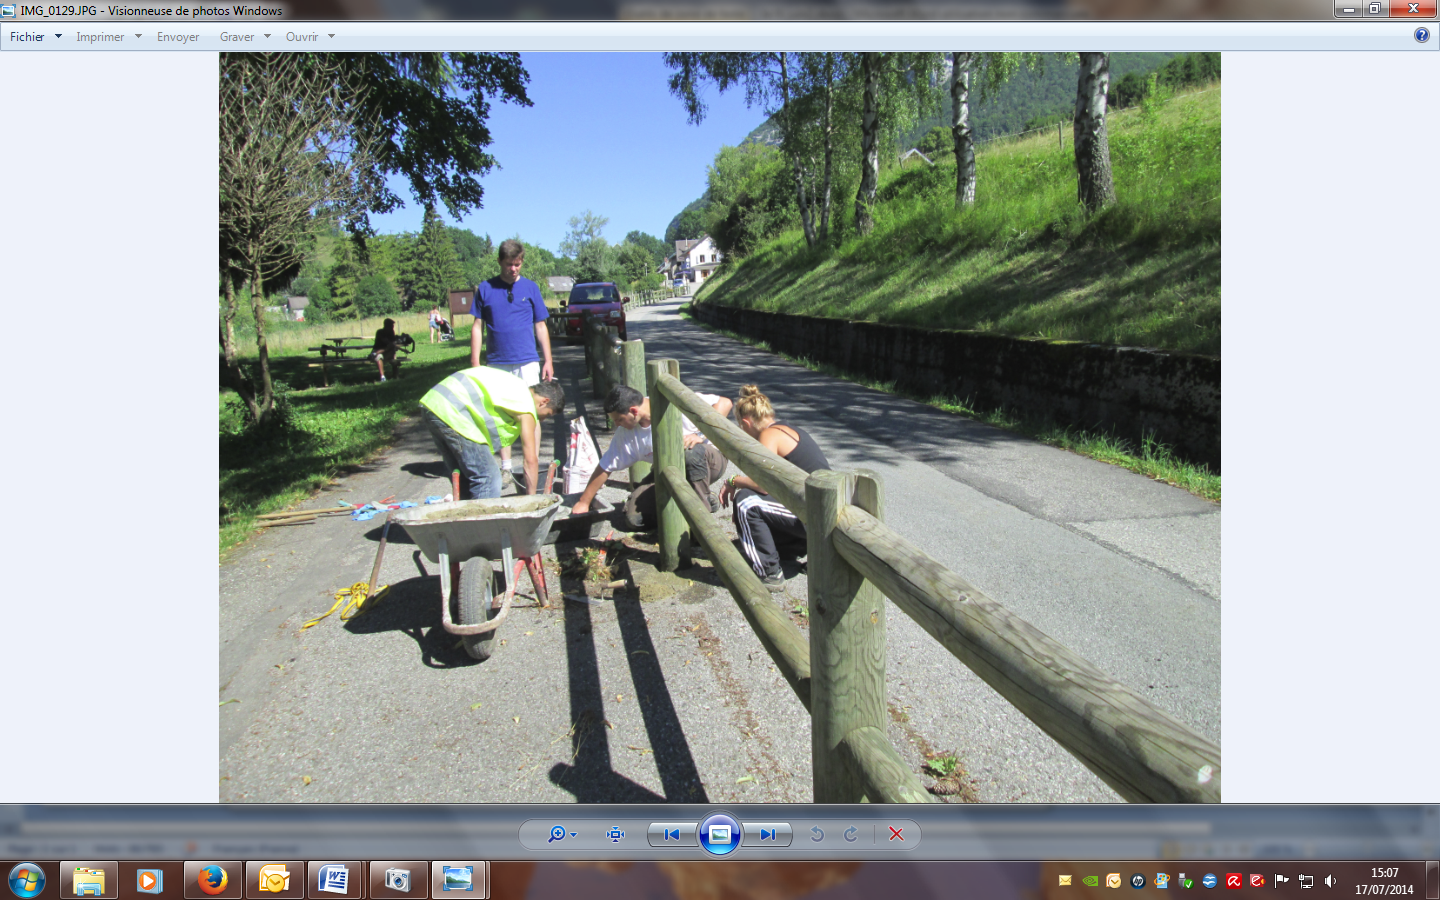 IMG_0129.JPG - Visionneuse de photos Windows
Fichier Imprimer Envoyer Graver Ouvrir
15:07
17/07/2014